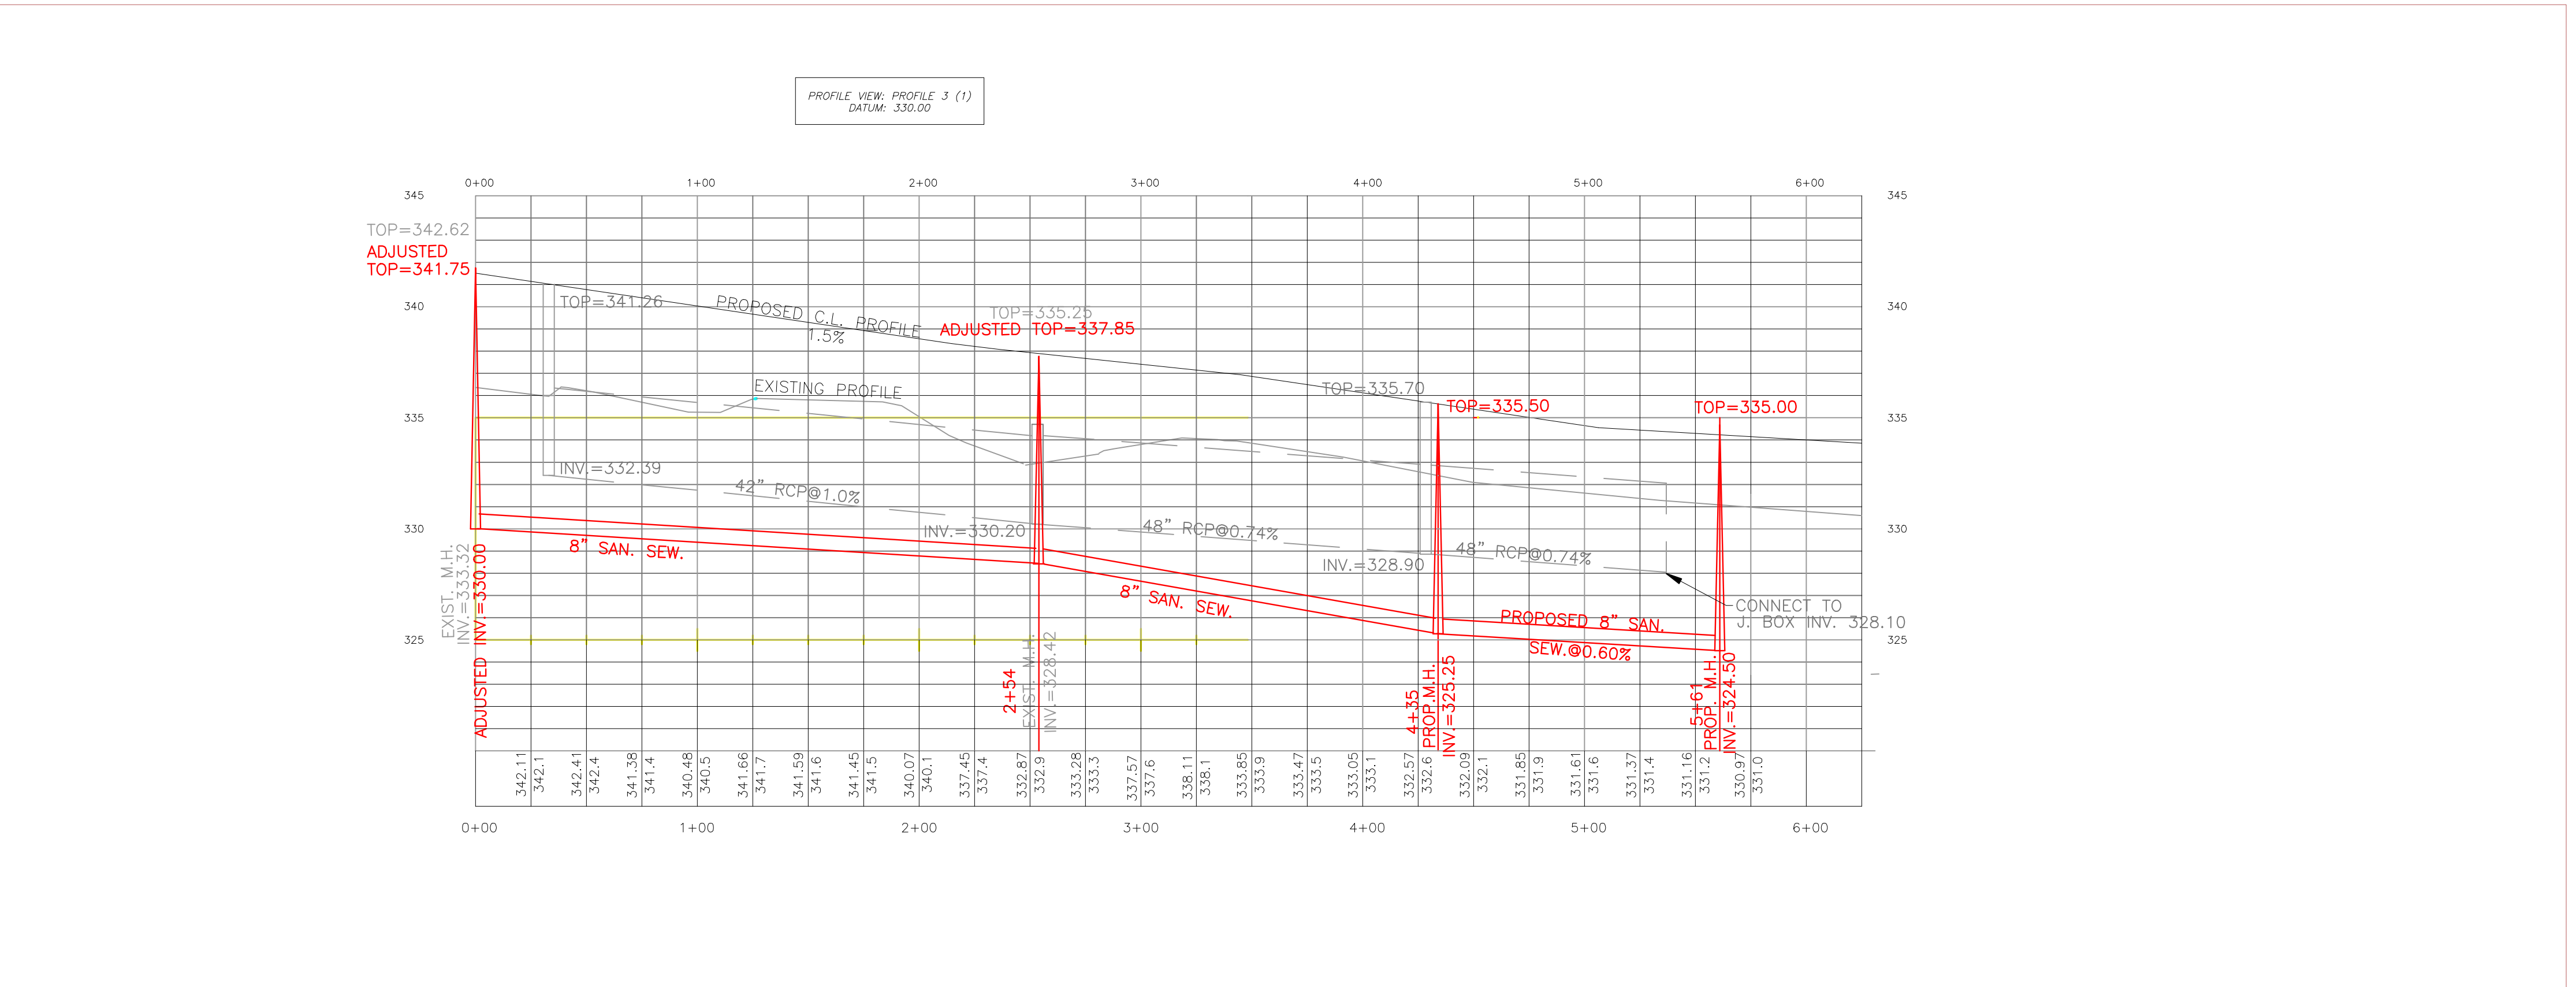 PROFILE VIEW: PROFILE 3 (1)
DATUM: 330.00
0+00 1+00 2+00 3+00 4+00 5+00 6+00
345 345
TOP=342.62
ADJUSTED
TOP=341.75
340 340
TOP=341.26
PROPOSED C.L. PROFILE
1.5%
TOP=335.25
ADJUSTED TOP=337.85
EXISTING PROFILE
TOP=335.70
TOP=335.50
TOP=335.00
335 335
INV.=332.39
42" RCP@1.0%
330 330
INV.=330.20
48" RCP@0.74%
48" RCP@0.74%
INV.=328.90
8" SAN. SEW.
8" SAN. SEW.
PROPOSED 8" SAN.
SEW.@0.60%
CONNECT TO
J. BOX INV. 328.10
325 325
EXIST. M.H.
INV.=333.32
ADJUSTED INV.=330.00
2+54
EXIST. M.H.
INV.=328.42
4+35
PROP.M.H.
INV.=325.25
5+61
PROP. M.H.
INV.=324.50
342.11
342.1
342.41
342.4
341.38
341.4
340.48
340.5
341.66
341.7
341.59
341.6
341.45
341.5
340.07
340.1
337.45
337.4
332.87
332.9
333.28
333.3
337.57
337.6
338.11
338.1
333.85
333.9
333.47
333.5
333.05
333.1
332.57
332.6
332.09
332.1
331.85
331.9
331.61
331.6
331.37
331.4
331.16
331.2
330.97
331.0
0+00 1+00 2+00 3+00 4+00 5+00 6+00